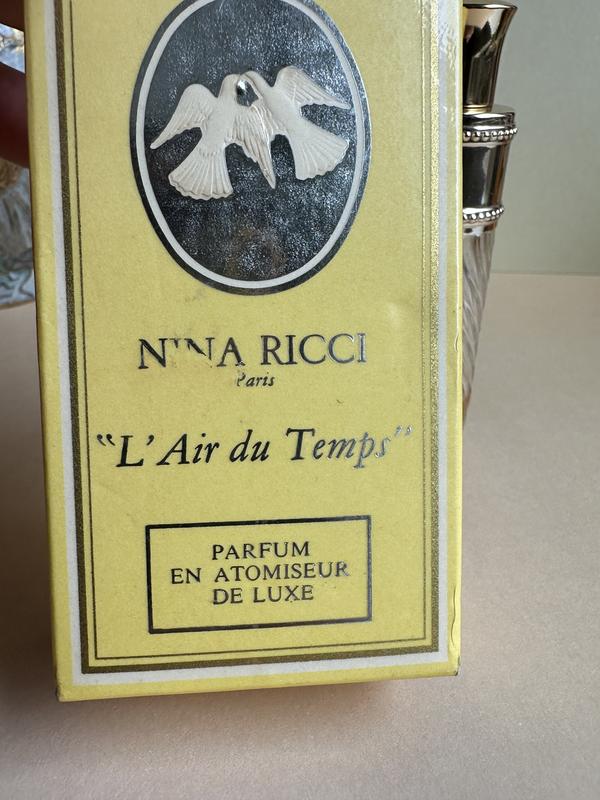 NINA RICCI
Paris
"L'Air du Temps"
PARFUM
EN ATOMISEUR
DE LUXE